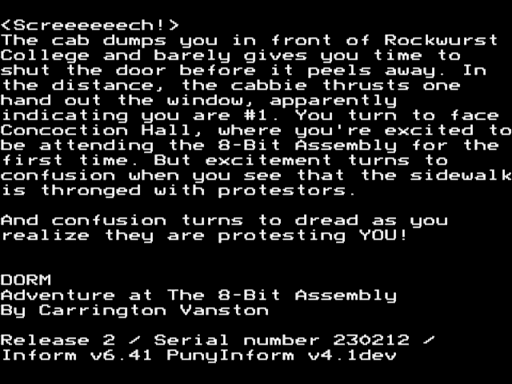 <Screeeeeech!>
The cab dumps you in front of Rockwurst
College and barely gives you time to
shut the door before it peels away. In
the distance, the cabbie thrusts one
hand out the window, apparently
indicating you are #1. You turn to face
Concoction Hall, where you're excited to
be attending the 8-Bit Assembly for the
first time. But excitement turns to
confusion when you see that the sidewalk
is thronged with protestors.
And confusion turns to dread as you
realize they are protesting YOU!
DORM
Adventure at The 8-Bit Assembly
By Carrington Vanston
Release 2 / Serial number 230212 /
Inform v6.41 PunyInform v4.1dev